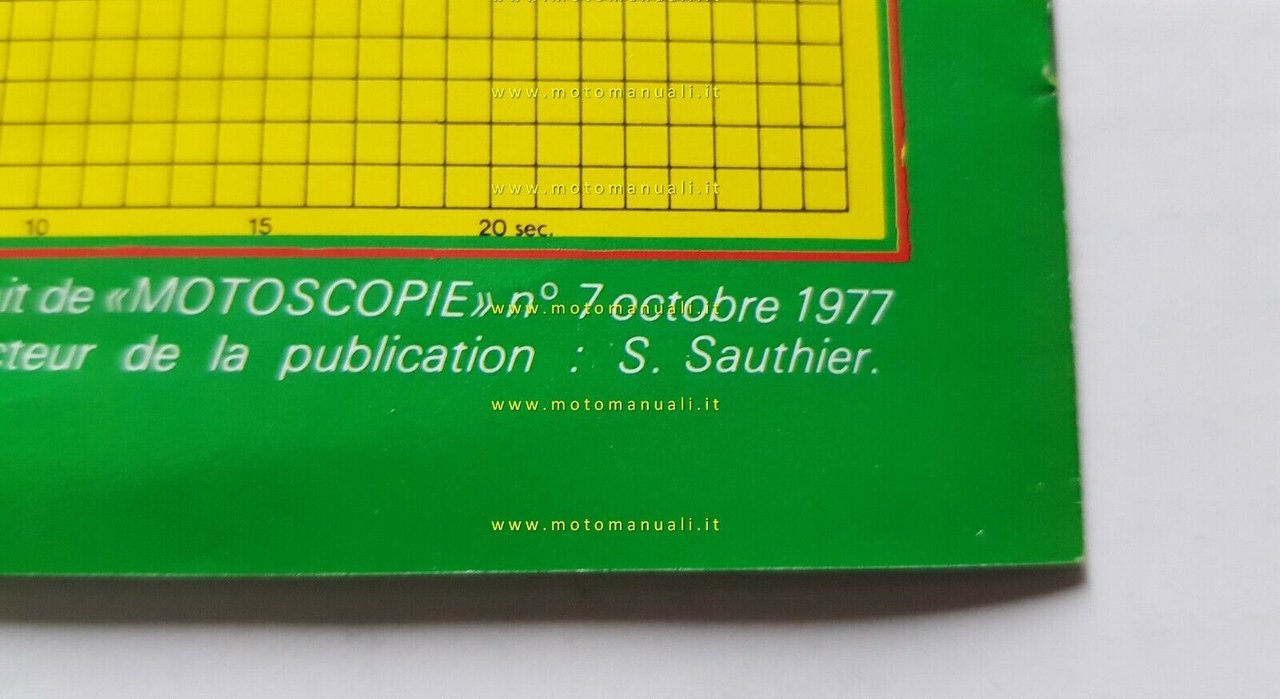 www.motomanuali.it
www.motomanuali.it
10 15 20 sec.
it de «MOTOSCOPIE» n° 7 octobre 1977
www.motomanuali.it
cteur de la publication : S. Sauthier.
www.motomanuali.it
www.motomanuali.it